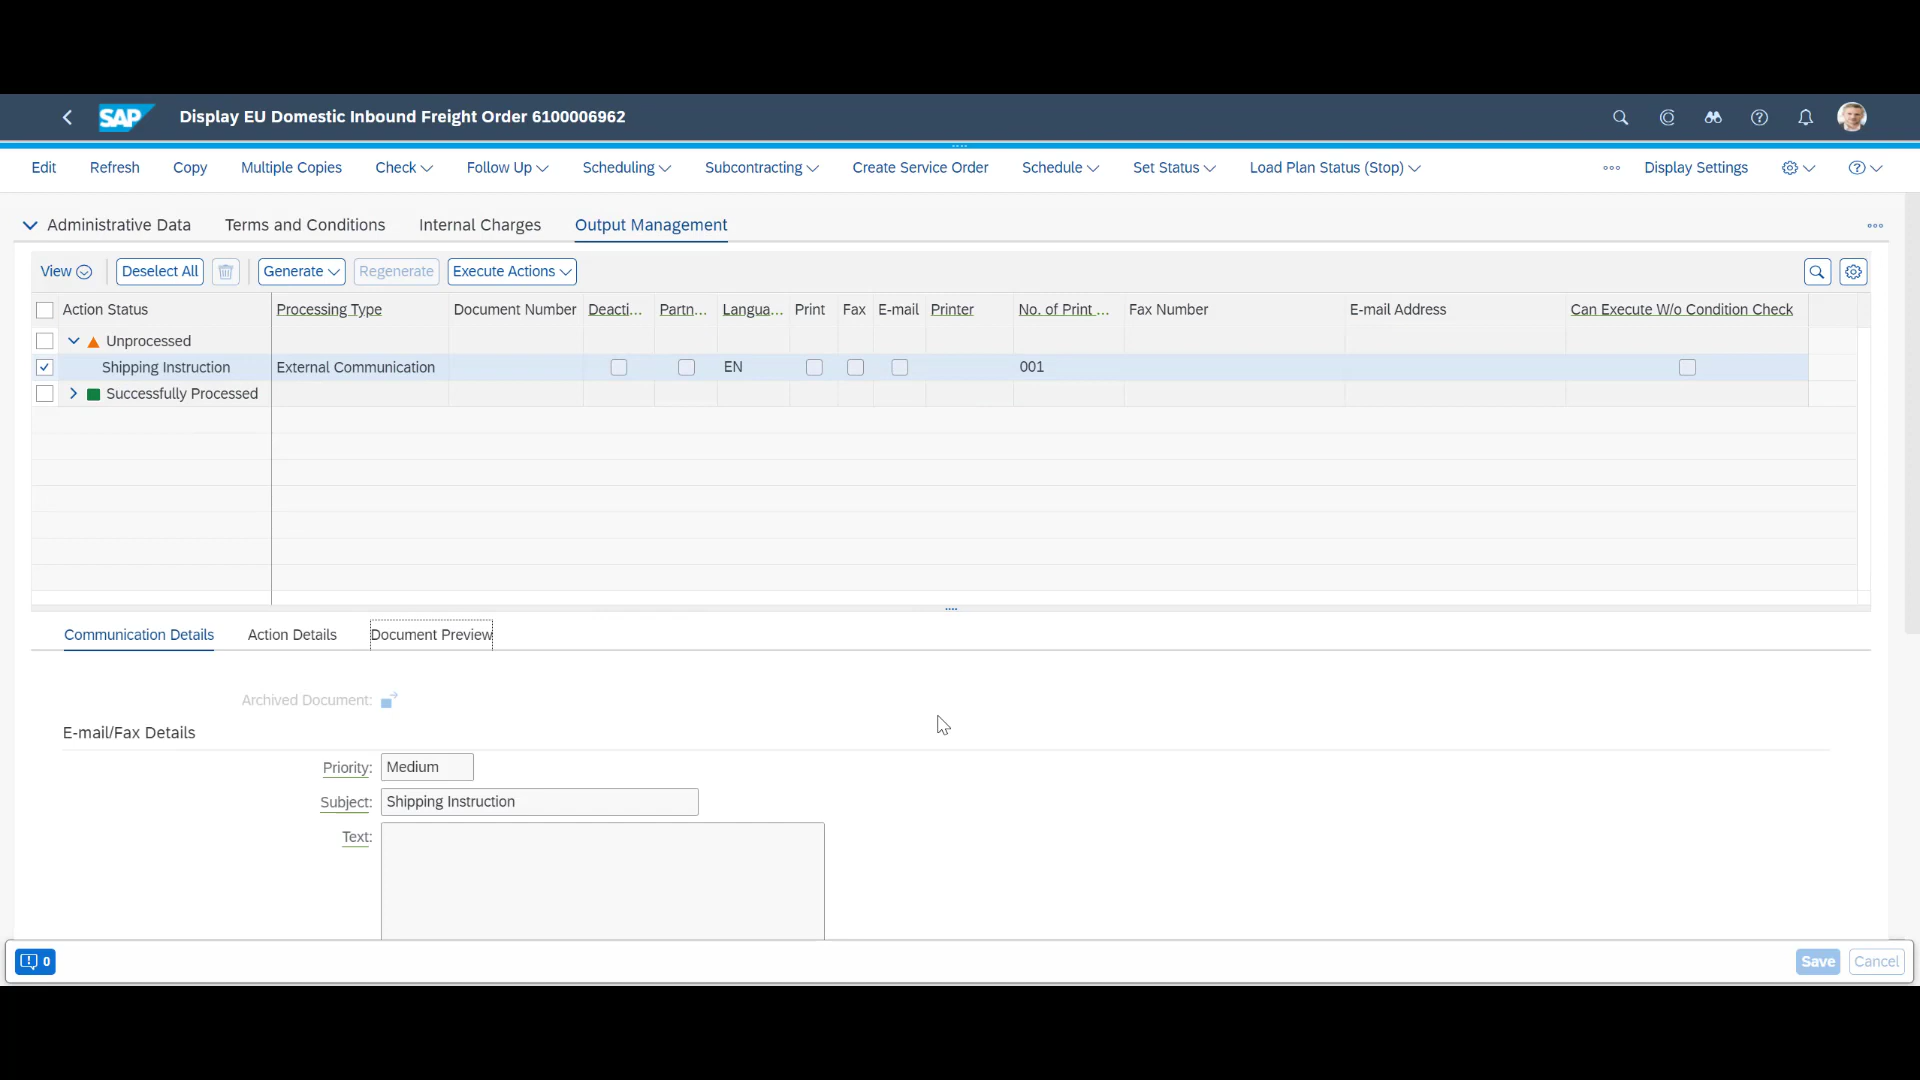 SAP Display EU Domestic Inbound Freight Order 6100006962
Edit Refresh Copy Multiple Copies Check Follow Up Scheduling Subcontracting Create Service Order Schedule Set Status Load Plan Status (Stop) Display Settings
Administrative Data Terms and Conditions Internal Charges Output Management
View Deselect All Generate Regenerate Execute Actions
Action Status Processing Type Document Number Deacti... Partn... Langua... Print Fax E-mail Printer No. of Print ... Fax Number E-mail Address Can Execute W/o Condition Check
Unprocessed
Shipping Instruction External Communication EN 001
Successfully Processed
Communication Details Action Details Document Preview
Archived Document:
E-mail/Fax Details
Priority: Medium
Subject: Shipping Instruction
Text:
0 Save Cancel